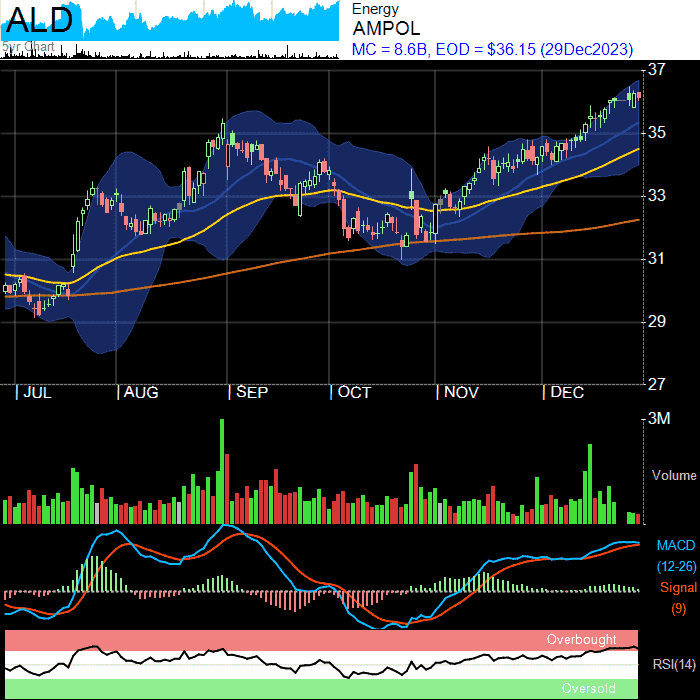 ALD
5yr Chart
Energy
AMPOL
MC = 8.6B, EOD = $36.15 (29Dec2023)
37
35
33
31
29
27
JUL AUG SEP OCT NOV DEC
3M
Volume
MACD
(12-26)
Signal
(9)
Overbought
RSI(14)
Oversold